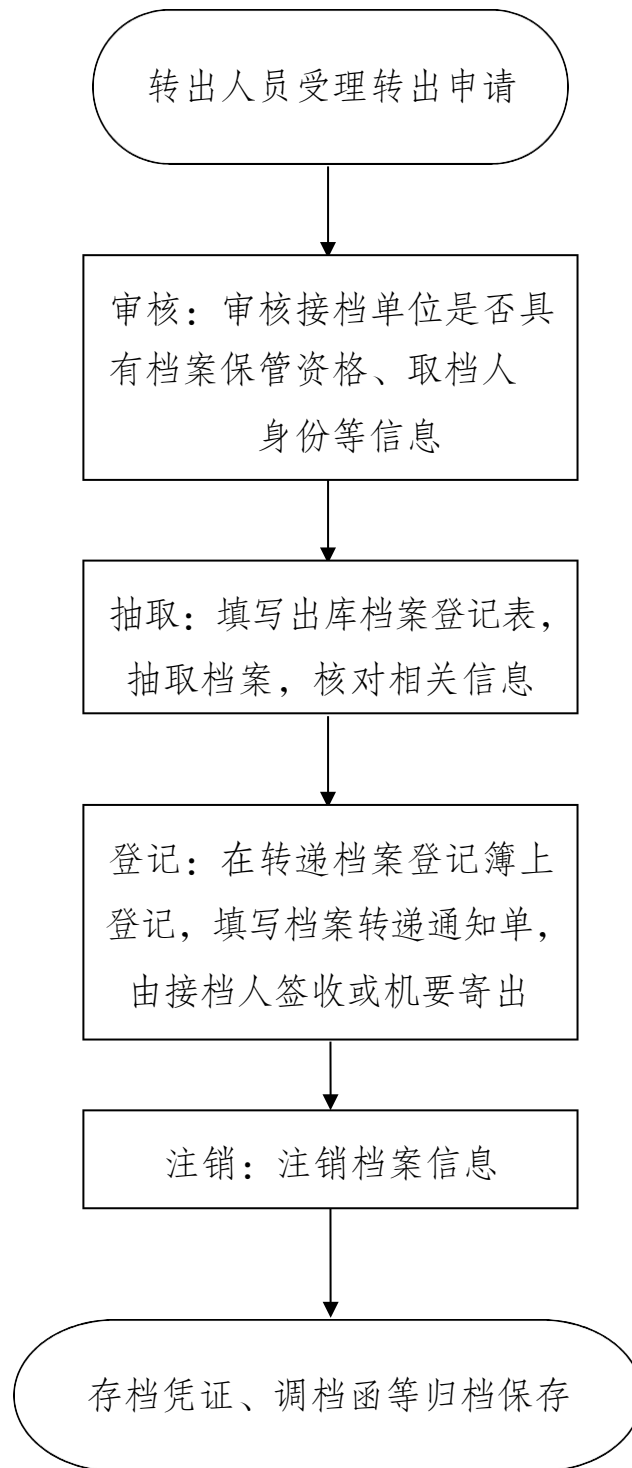 转出人员受理转出申请
审核：审核接档单位是否具
有档案保管资格、取档人
身份等信息
抽取：填写出库档案登记表，
抽取档案，核对相关信息
登记：在转递档案登记簿上
登记，填写档案转递通知单，
由接档人签收或机要寄出
注销：注销档案信息
存档凭证、调档函等归档保存